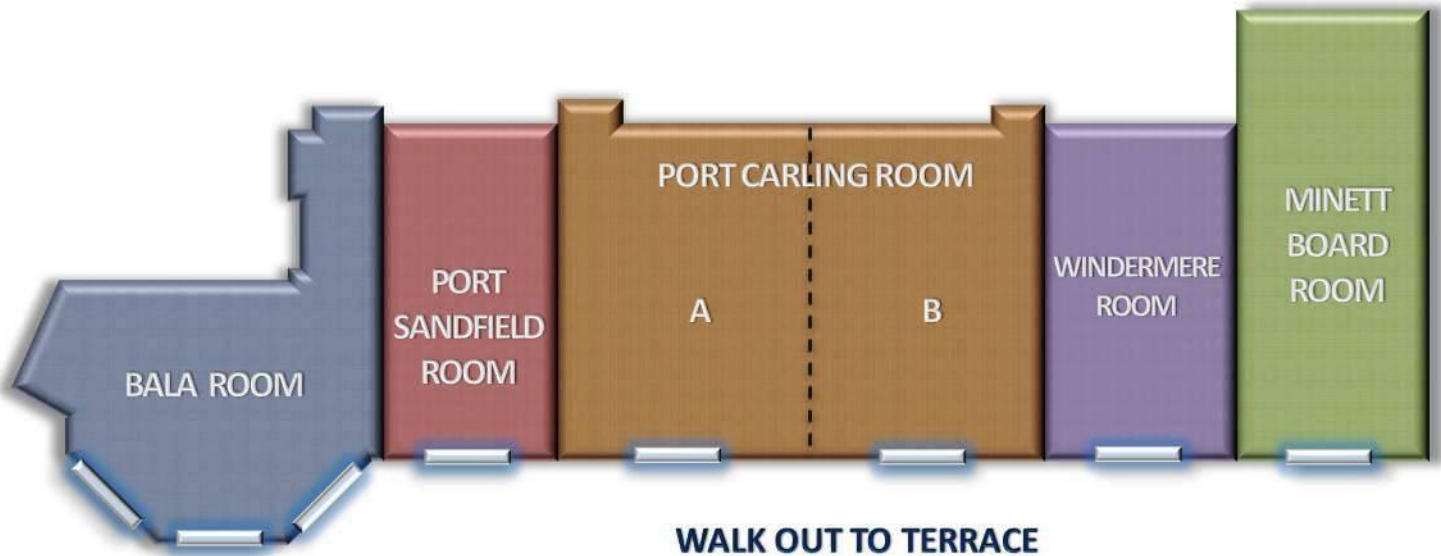 BALA ROOM
PORT
SANDFIELD
ROOM
PORT CARLING ROOM
A
B
WINDERMERE
ROOM
MINETT
BOARD
ROOM
WALK OUT TO TERRACE